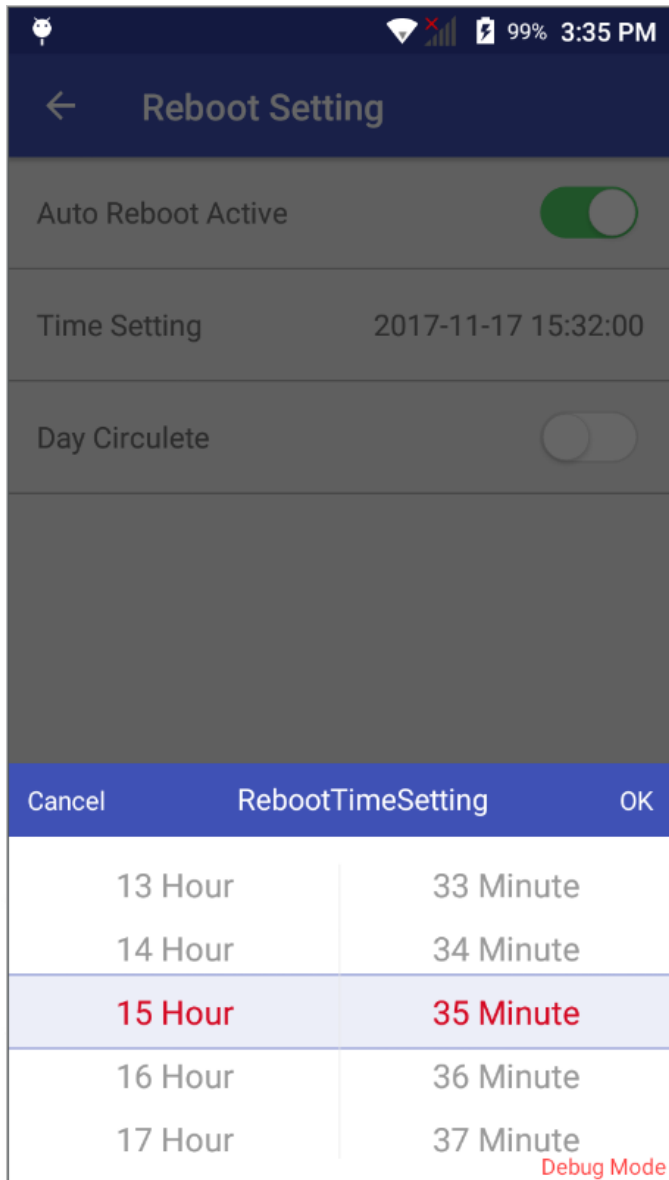 99% 3:35 PM
Reboot Setting
Auto Reboot Active
Time Setting 2017-11-17 15:32:00
Day Circulete
Cancel RebootTimeSetting OK
13 Hour 33 Minute
14 Hour 34 Minute
15 Hour 35 Minute
16 Hour 36 Minute
17 Hour 37 Minute
Debug Mode